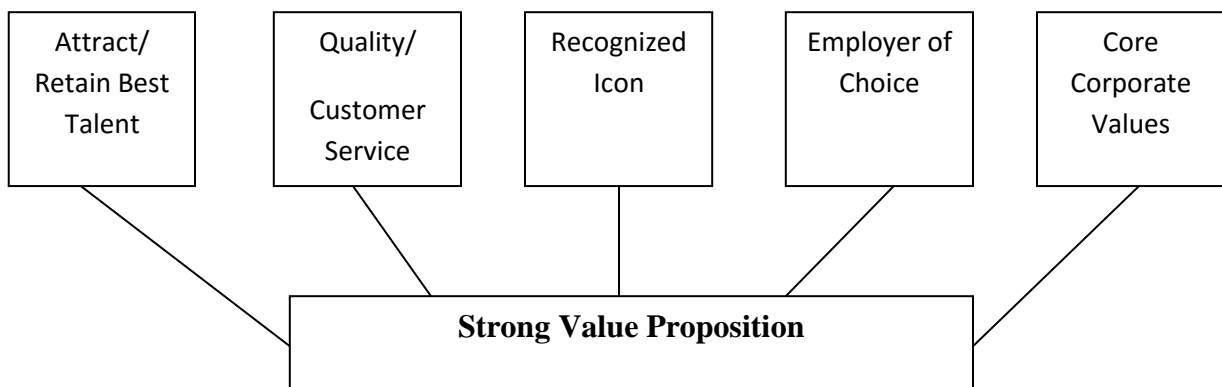 Attract/
Retain Best
Talent
Quality/
Customer
Service
Recognized
Icon
Employer of
Choice
Core
Corporate
Values
Strong Value Proposition